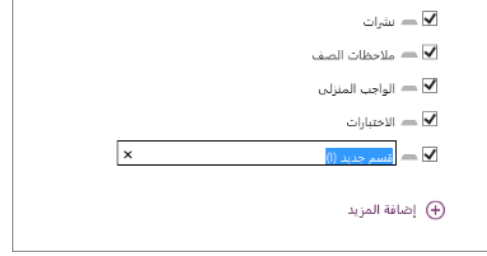 نشرات
ملاحظات الصف
الواجب المنزلي
الاختبارات
قسم جديد (1)
إضافة المزيد